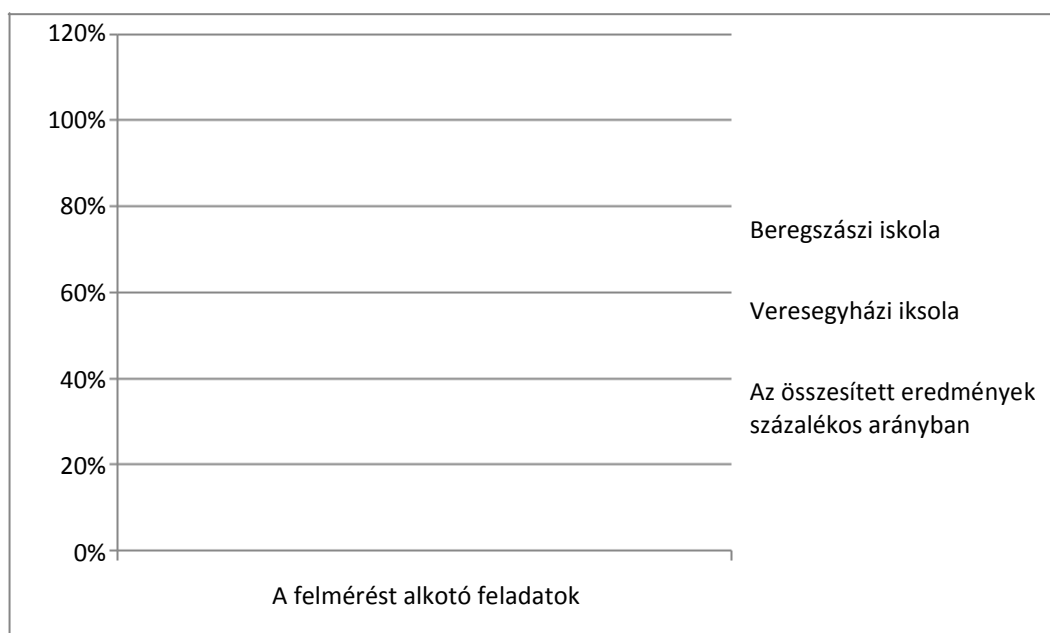 120%
100%
80%
60%
40%
20%
0%
A felmérést alkotó feladatok
Beregszászi iskola
Veresegyházi iksola
Az összesített eredmények
százalékos arányban